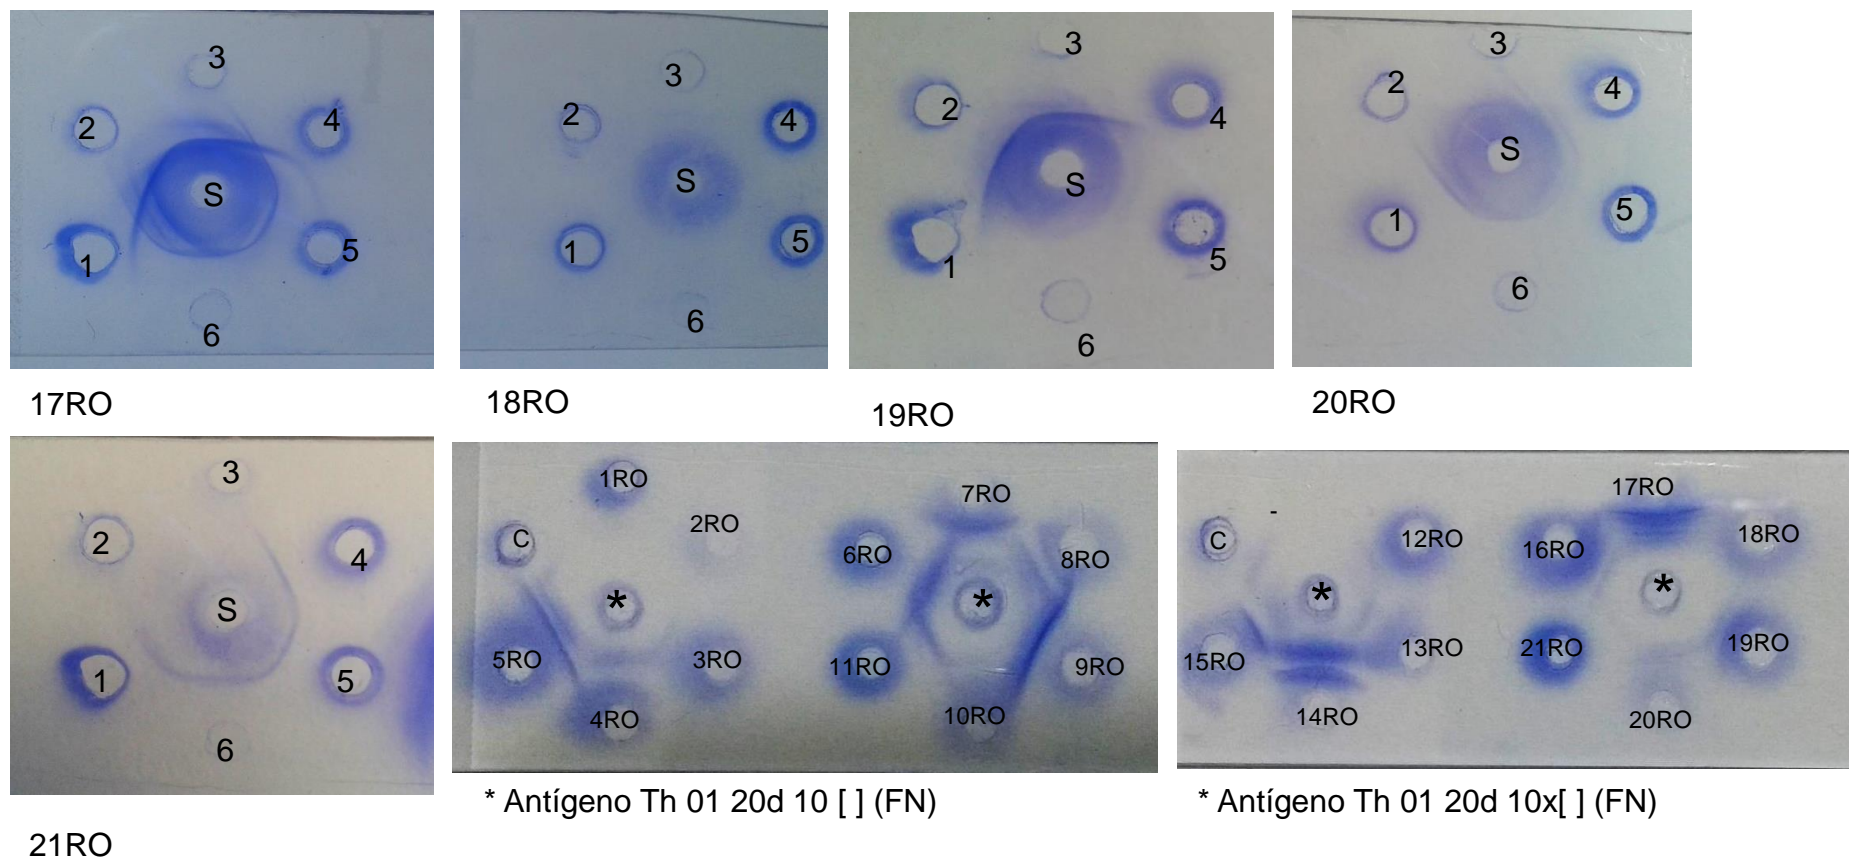 3
2
4
S
1
5
6
17RO
3
2
4
S
1
5
6
18RO
3
2
4
S
1
5
6
19RO
3
2
4
S
1
5
6
20RO
3
2
4
S
1
5
6
21RO
1RO
2RO
C
*
5RO
3RO
4RO
7RO
6RO
8RO
*
11RO
9RO
10RO
* Antígeno Th 01 20d 10 [ ] (FN)
-
C
12RO
*
15RO
13RO
14RO
17RO
16RO
18RO
*
21RO
19RO
20RO
* Antígeno Th 01 20d 10x[ ] (FN)